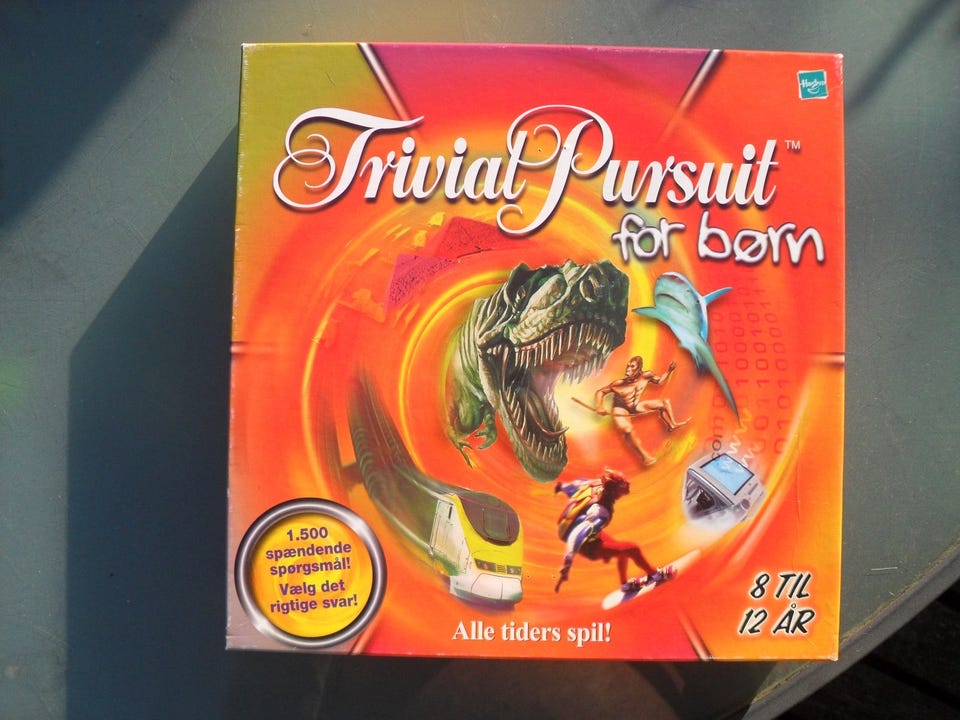 Hasbro
Trivial Pursuit™
for børn
1.500
spændende
spørgsmål!
Vælg det
rigtige svar!
Alle tiders spil!
8 TIL
12 ÅR